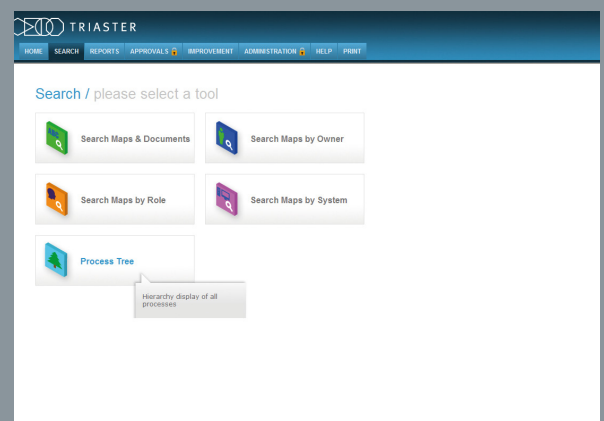 TRIASTER
HOME SEARCH REPORTS APPROVALS IMPROVEMENT ADMINISTRATION HELP PRINT
Search / please select a tool
Search Maps & Documents
Search Maps by Owner
Search Maps by Role
Search Maps by System
Process Tree
Hierarchy display of all
processes